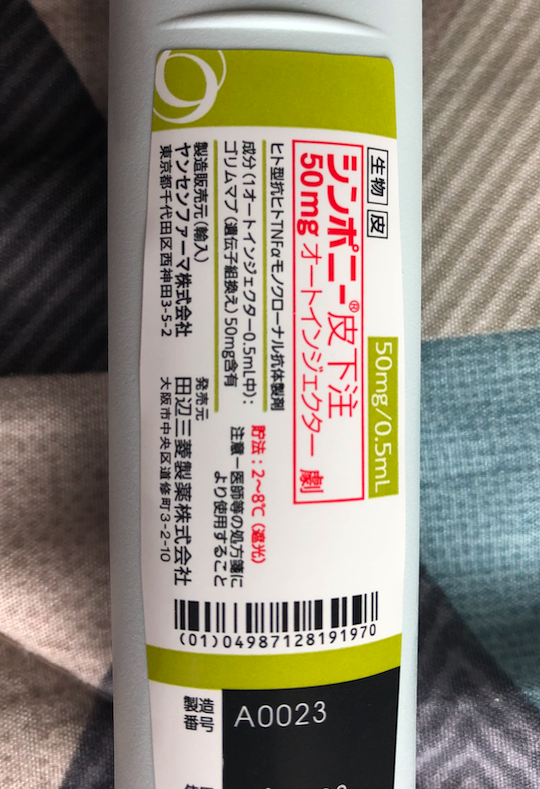 生物 皮
50mg/0.5mL
シンポニー®皮下注
50mgオートインジェクター 劇
ヒト型抗ヒトTNFαモノクローナル抗体製剤
成分(1オートインジェクター0.5mL中):
ゴリムマブ(遺伝子組換え)50mg含有
貯法:2~8℃(遮光)
注意-医師等の処方箋に
より使用すること
製造販売元(輸入)
ヤンセンファーマ株式会社
東京都千代田区西神田3-5-2
発売元
田辺三菱製薬株式会社
大阪市中央区道修町3-2-10
(01)04987128191970
製造
番号
A0023